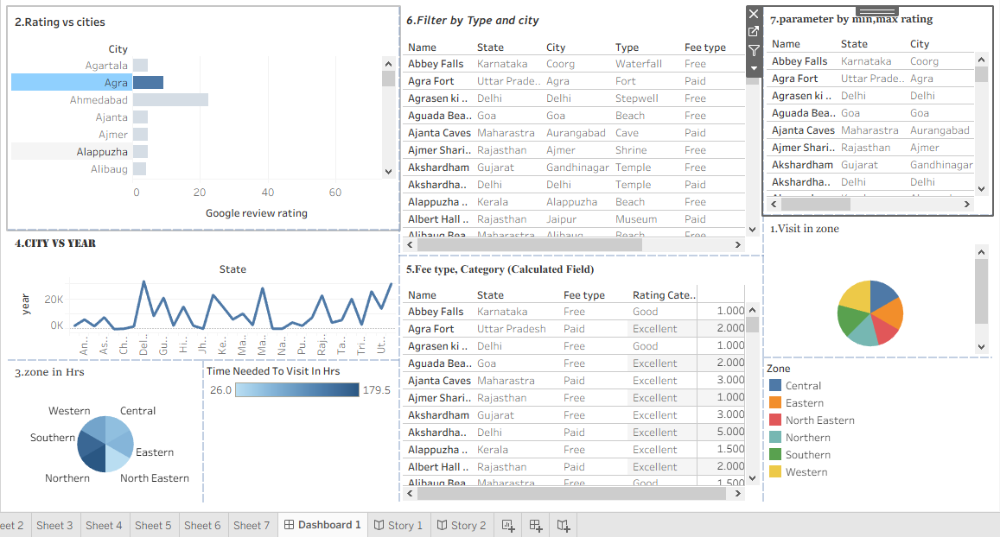 2.Rating vs cities
City
Agartala
Agra
Ahmedabad
Ajanta
Ajmer
Alappuzha
Alibaug
0 20 40 60
Google review rating
6.Filter by Type and city
Name State City Type Fee type
Abbey Falls Karnataka Coorg Waterfall Free
Agra Fort Uttar Prade.. Agra Fort Paid
Agrasen ki .. Delhi Delhi Stepwell Free
Aguada Bea.. Goa Goa Beach Free
Ajanta Caves Maharastra Aurangabad Cave Paid
Ajmer Shari.. Rajasthan Ajmer Shrine Free
Akshardham Gujarat Gandhinagar Temple Free
Akshardha.. Delhi Delhi Temple Paid
Alappuzha .. Kerala Alappuzha Beach Free
Albert Hall .. Rajasthan Jaipur Museum Paid
Alibaug Bea.. Maharastra Alibaug Beach Free
7.parameter by min,max rating
Name State City
Abbey Falls Karnataka Coorg
Agra Fort Uttar Prade.. Agra
Agrasen ki .. Delhi Delhi
Aguada Bea.. Goa Goa
Ajanta Caves Maharastra Aurangabad
Ajmer Shari.. Rajasthan Ajmer
Akshardham Gujarat Gandhinagar
Akshardha.. Delhi Delhi
4.CITY VS YEAR
State
year
20K
0K
An.. As.. Ch.. Del.. Gu.. Hi.. Jh.. Ke.. Ma.. Ma.. Na.. Pu.. Raj.. Ta.. Tri.. Ut..
5.Fee type, Category (Calculated Field)
Name State Fee type Rating Cate..
Abbey Falls Karnataka Free Good 1.000
Agra Fort Uttar Pradesh Paid Excellent 2.000
Agrasen ki .. Delhi Free Good 1.000
Aguada Bea.. Goa Free Excellent 2.000
Ajanta Caves Maharastra Paid Excellent 3.000
Ajmer Shari.. Rajasthan Free Excellent 1.000
Akshardham Gujarat Free Excellent 3.000
Akshardha.. Delhi Paid Excellent 5.000
Alappuzha .. Kerala Free Excellent 1.500
Albert Hall .. Rajasthan Paid Excellent 2.000
Alibaug Bea.. Maharastra Free Good 1.500
1.Visit in zone
3.zone in Hrs
Western Central
Southern
Eastern
Northern North Eastern
Time Needed To Visit In Hrs
26.0 179.5
Zone
Central
Eastern
North Eastern
Northern
Southern
Western
eet 2 Sheet 3 Sheet 4 Sheet 5 Sheet 6 Sheet 7 Dashboard 1 Story 1 Story 2